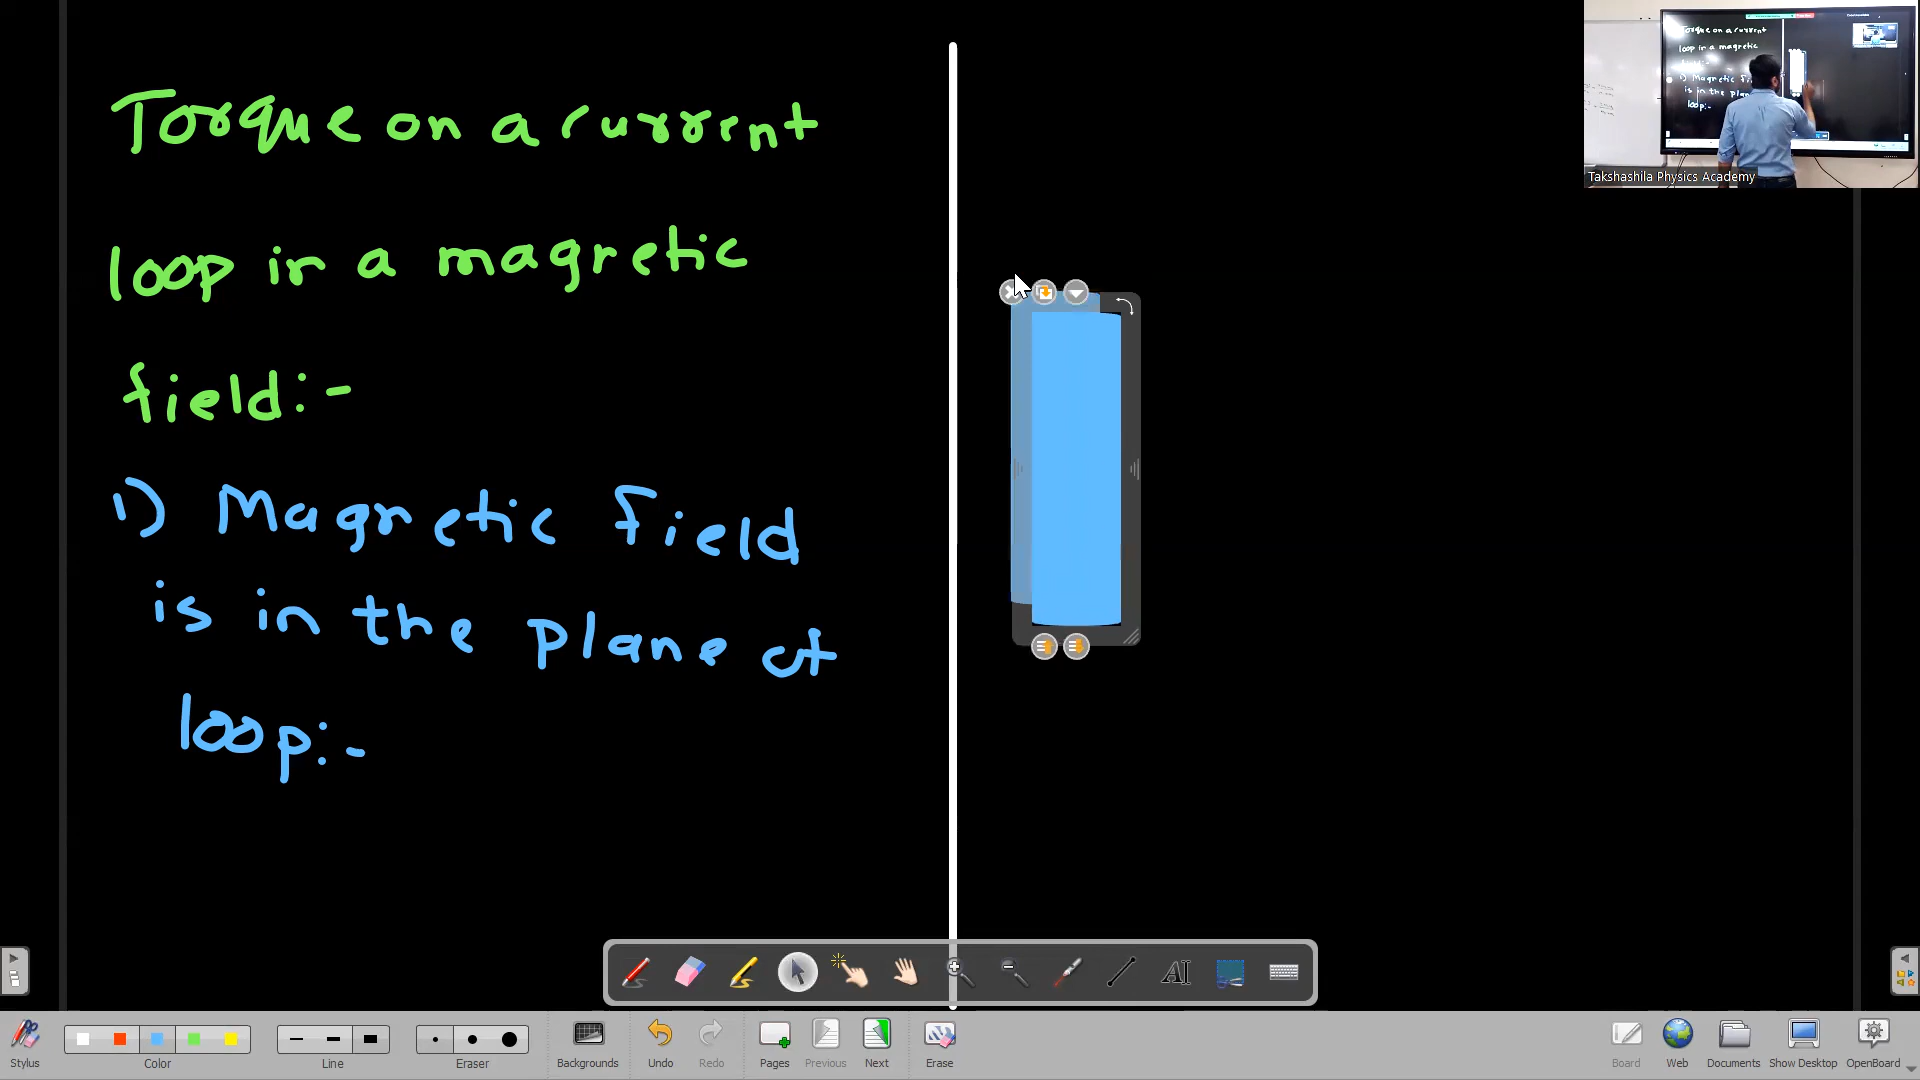 Torque on a current
loop in a magnetic
field:-
1) Magnetic field
is in the plane of
loop:-
Takshashila Physics Academy
Stylus
Color
Line
Eraser
Backgrounds
Undo
Redo
Pages
Previous
Next
Erase
Board
Web
Documents
Show Desktop
OpenBoard